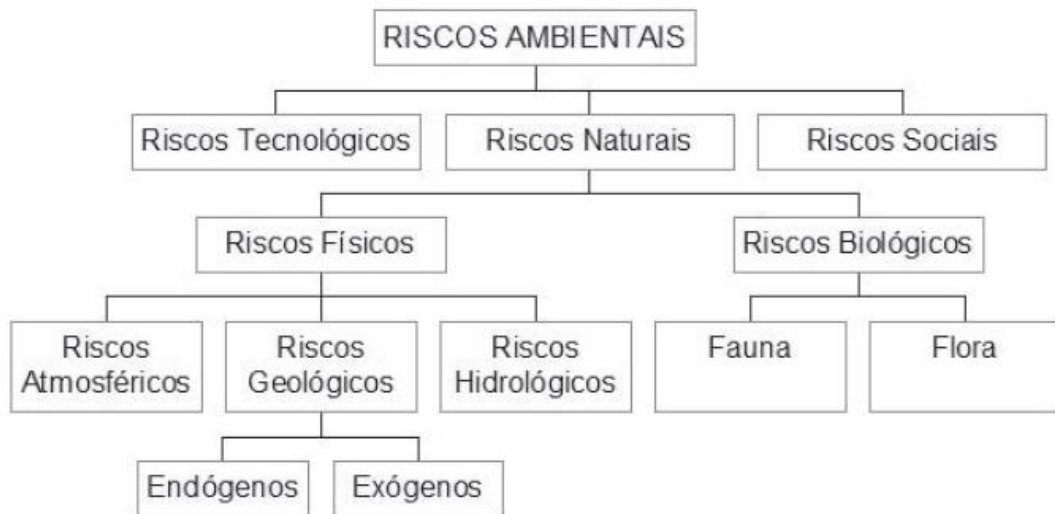 RISCOS AMBIENTAIS
Riscos Tecnológicos
Riscos Naturais
Riscos Sociais
Riscos Físicos
Riscos Biológicos
Riscos
Atmosféricos
Riscos
Geológicos
Riscos
Hidrológicos
Fauna
Flora
Endógenos
Exógenos